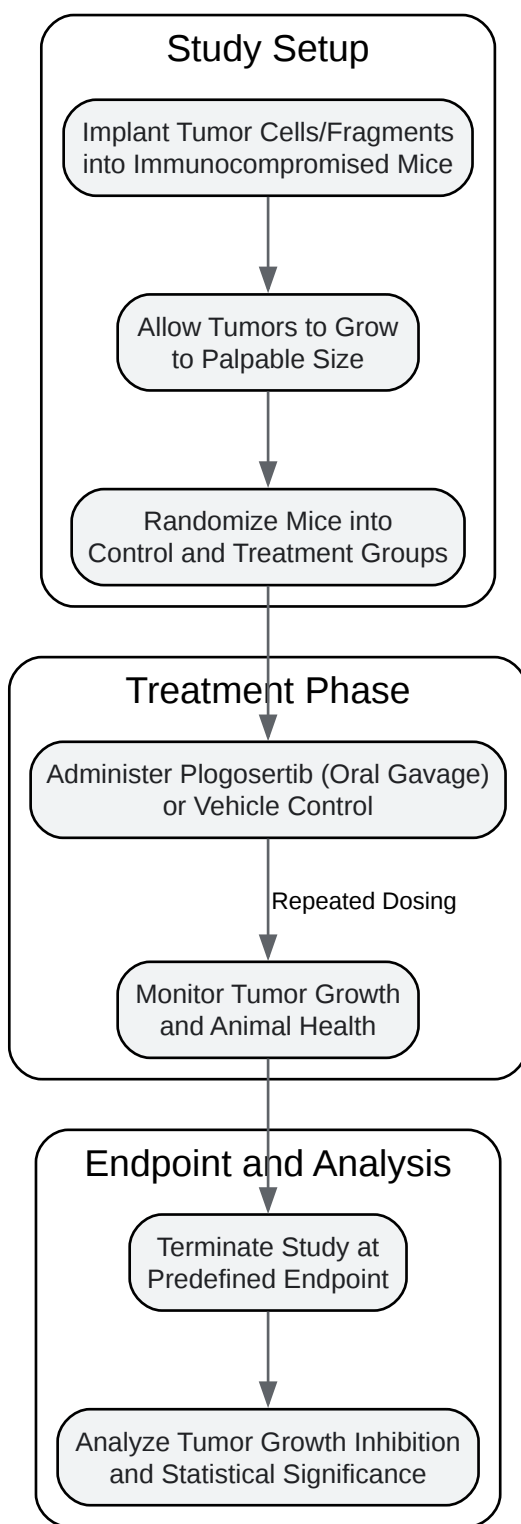 Study Setup
Implant Tumor Cells/Fragments
into Immunocompromised Mice
Allow Tumors to Grow
to Palpable Size
Randomize Mice into
Control and Treatment Groups
Treatment Phase
Administer Plogosertib (Oral Gavage)
or Vehicle Control
Repeated Dosing
Monitor Tumor Growth
and Animal Health
Endpoint and Analysis
Terminate Study at
Predefined Endpoint
Analyze Tumor Growth Inhibition
and Statistical Significance